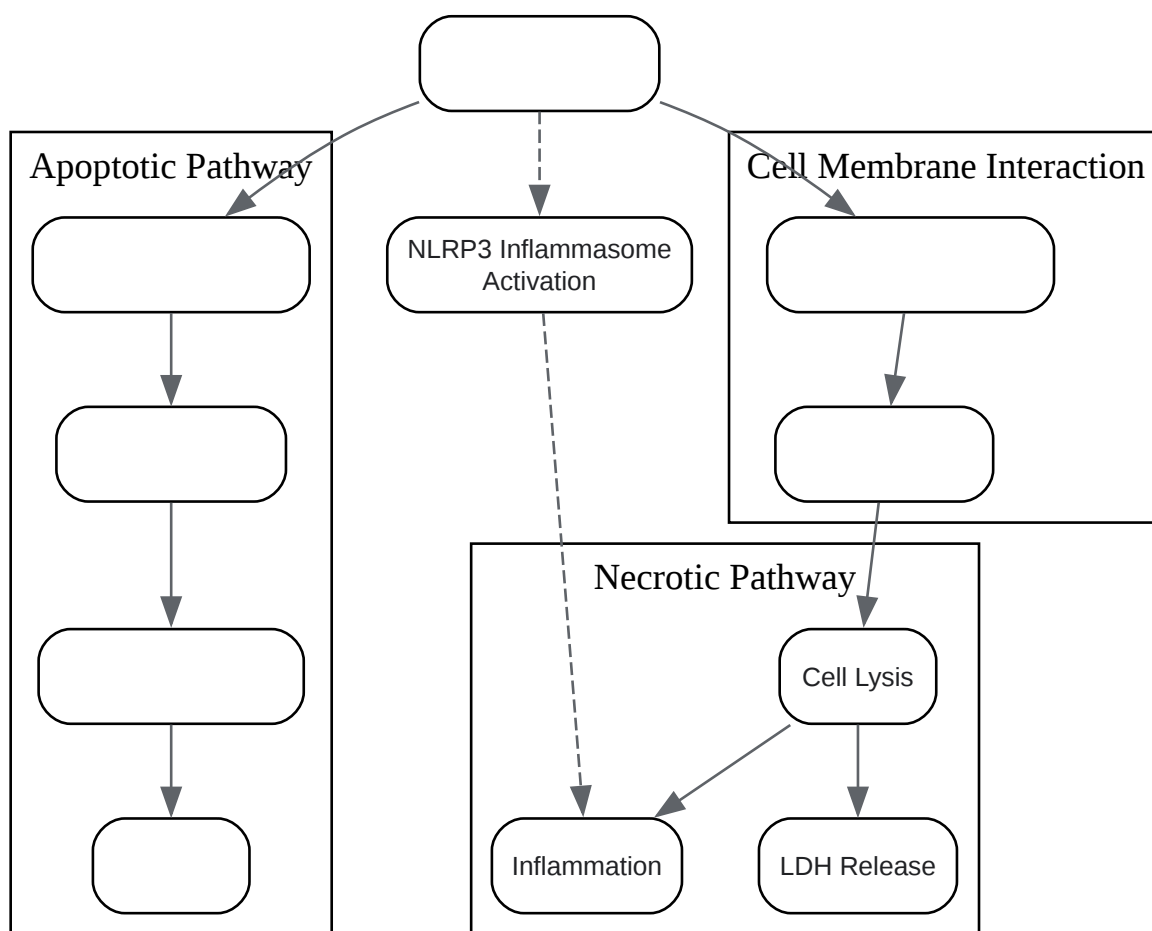 Apoptotic Pathway
Cell Membrane Interaction
NLRP3 Inflammasome
Activation
Necrotic Pathway
Cell Lysis
Inflammation
LDH Release